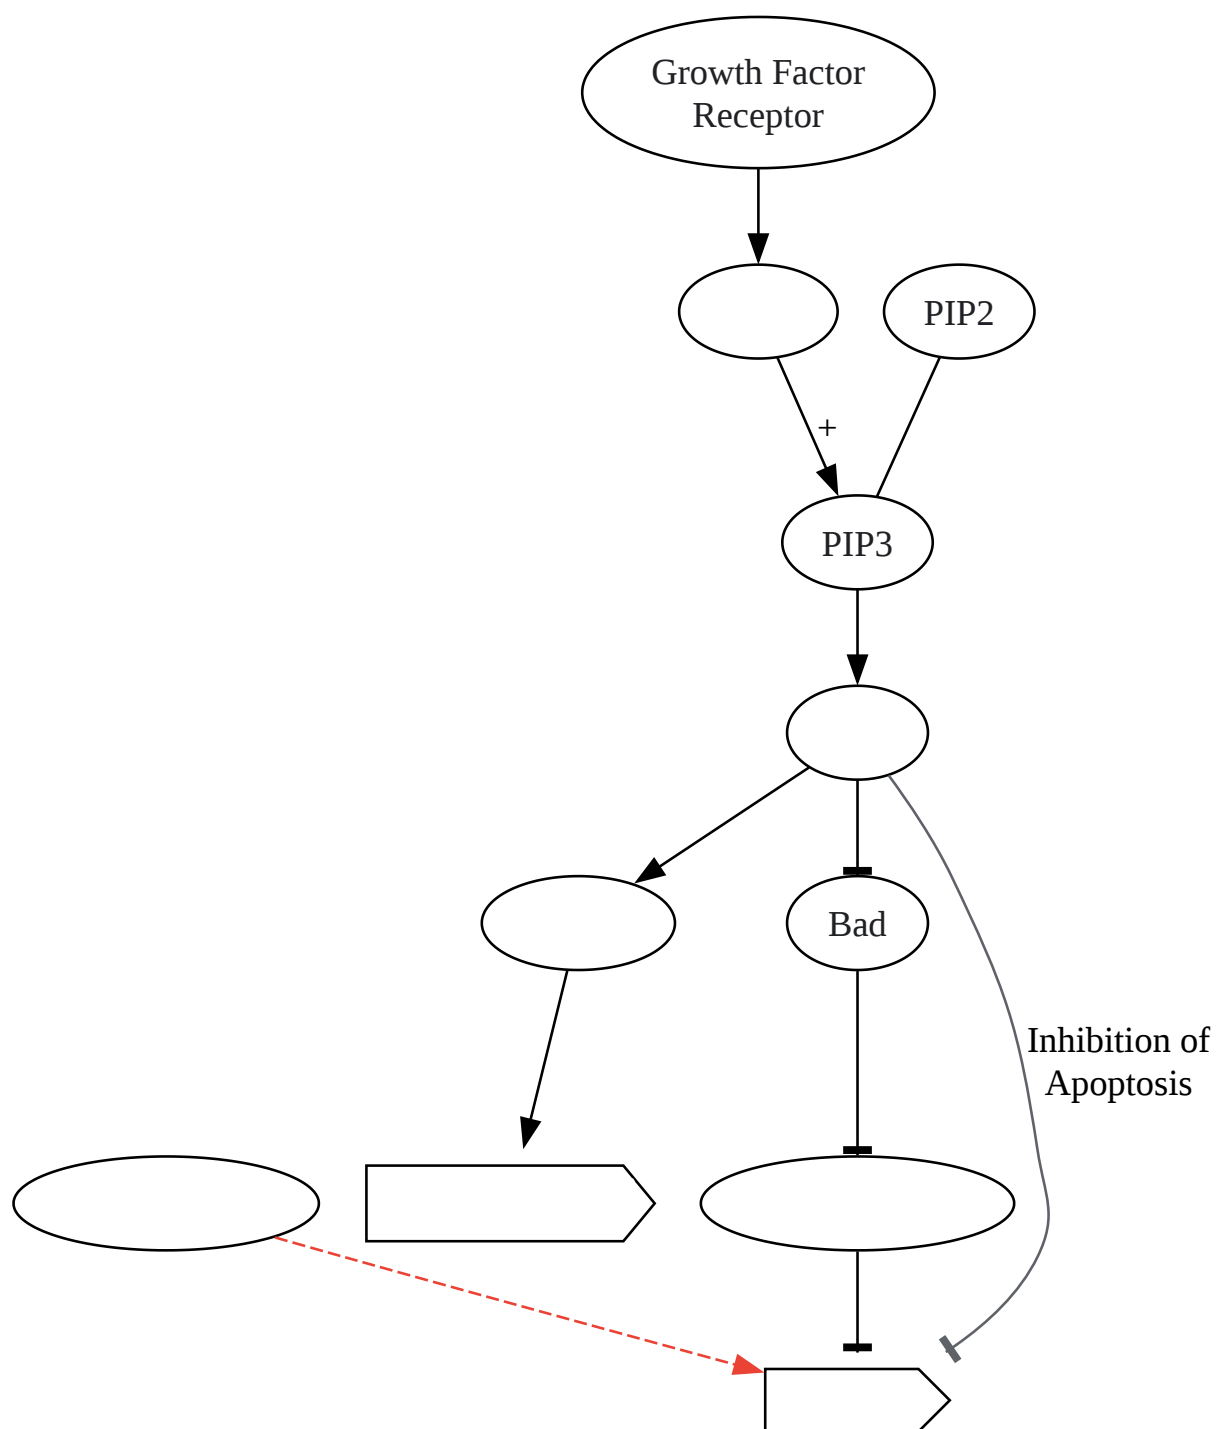 Growth Factor
Receptor
PIP2
+
PIP3
Bad
Inhibition of
Apoptosis